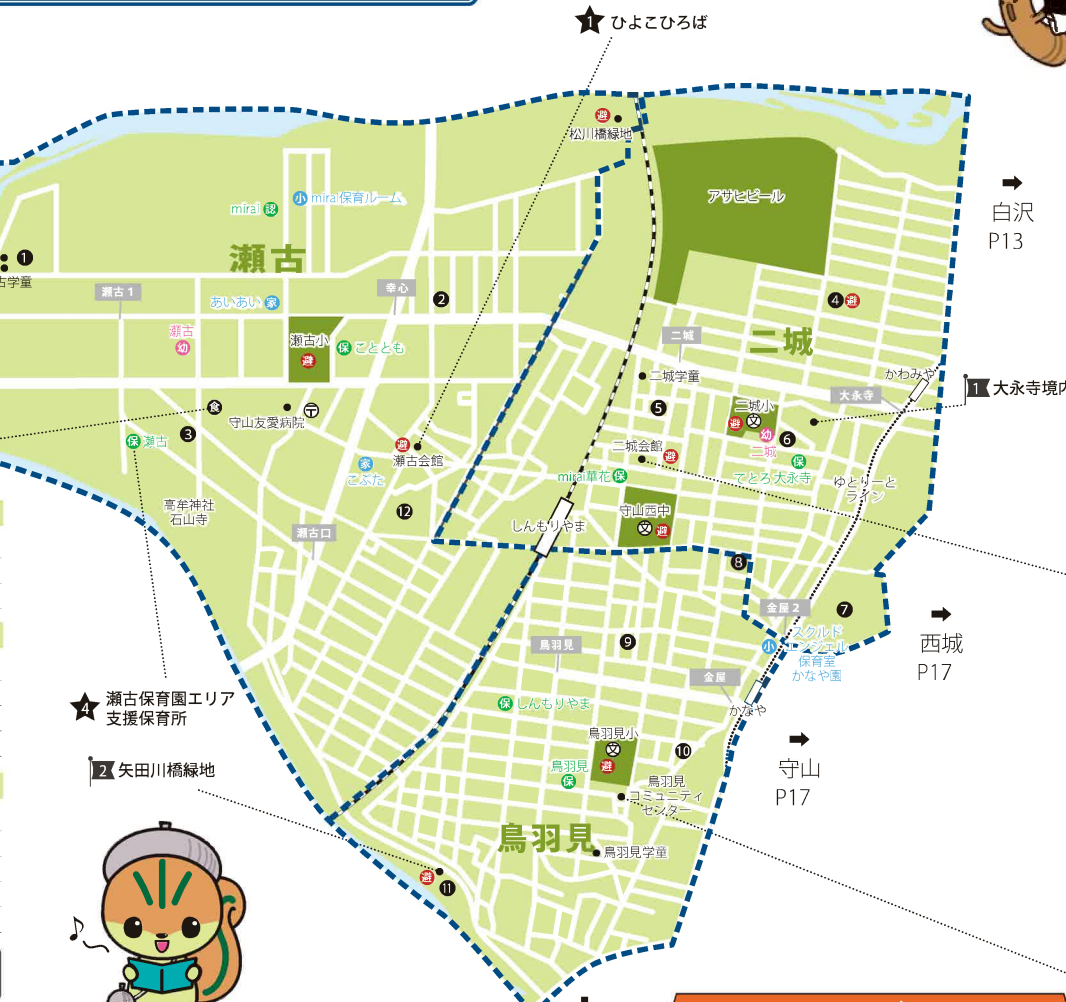 1 ひよこひろば
避
松川橋緑地
アサヒビール
白沢
P13
小 mirai保育ルーム
mirai 認
瀬古
1
古学童
瀬古1
あいあい 家
幸心
2
4 避
瀬古
幼
瀬古小
避
保 こととも
二城
二城
かわみや
1 大永寺境内
二城学童
大永寺
食
守山友愛病院
〒
5
二城小
避 文
幼
二城
6
3
保 瀬古
避
瀬古会館
二城会館
避
家
こぶた
mirai草花 保
保
てとろ大永寺
ゆとりーと
ライン
高牟神社
石山寺
12
守山西中
文 避
しんもりやま
瀬古口
8
金屋2
7
西城
P17
鳥羽見
9
小
スクルド
エンジェル
保育室
かなや園
金屋
かなや
4 瀬古保育園エリア
支援保育所
保 しんもりやま
鳥羽見小
文
避
10
守山
P17
2 矢田川橋緑地
鳥羽見
保
鳥羽見
コミュニティ
センター
鳥羽見
鳥羽見学童
避
11